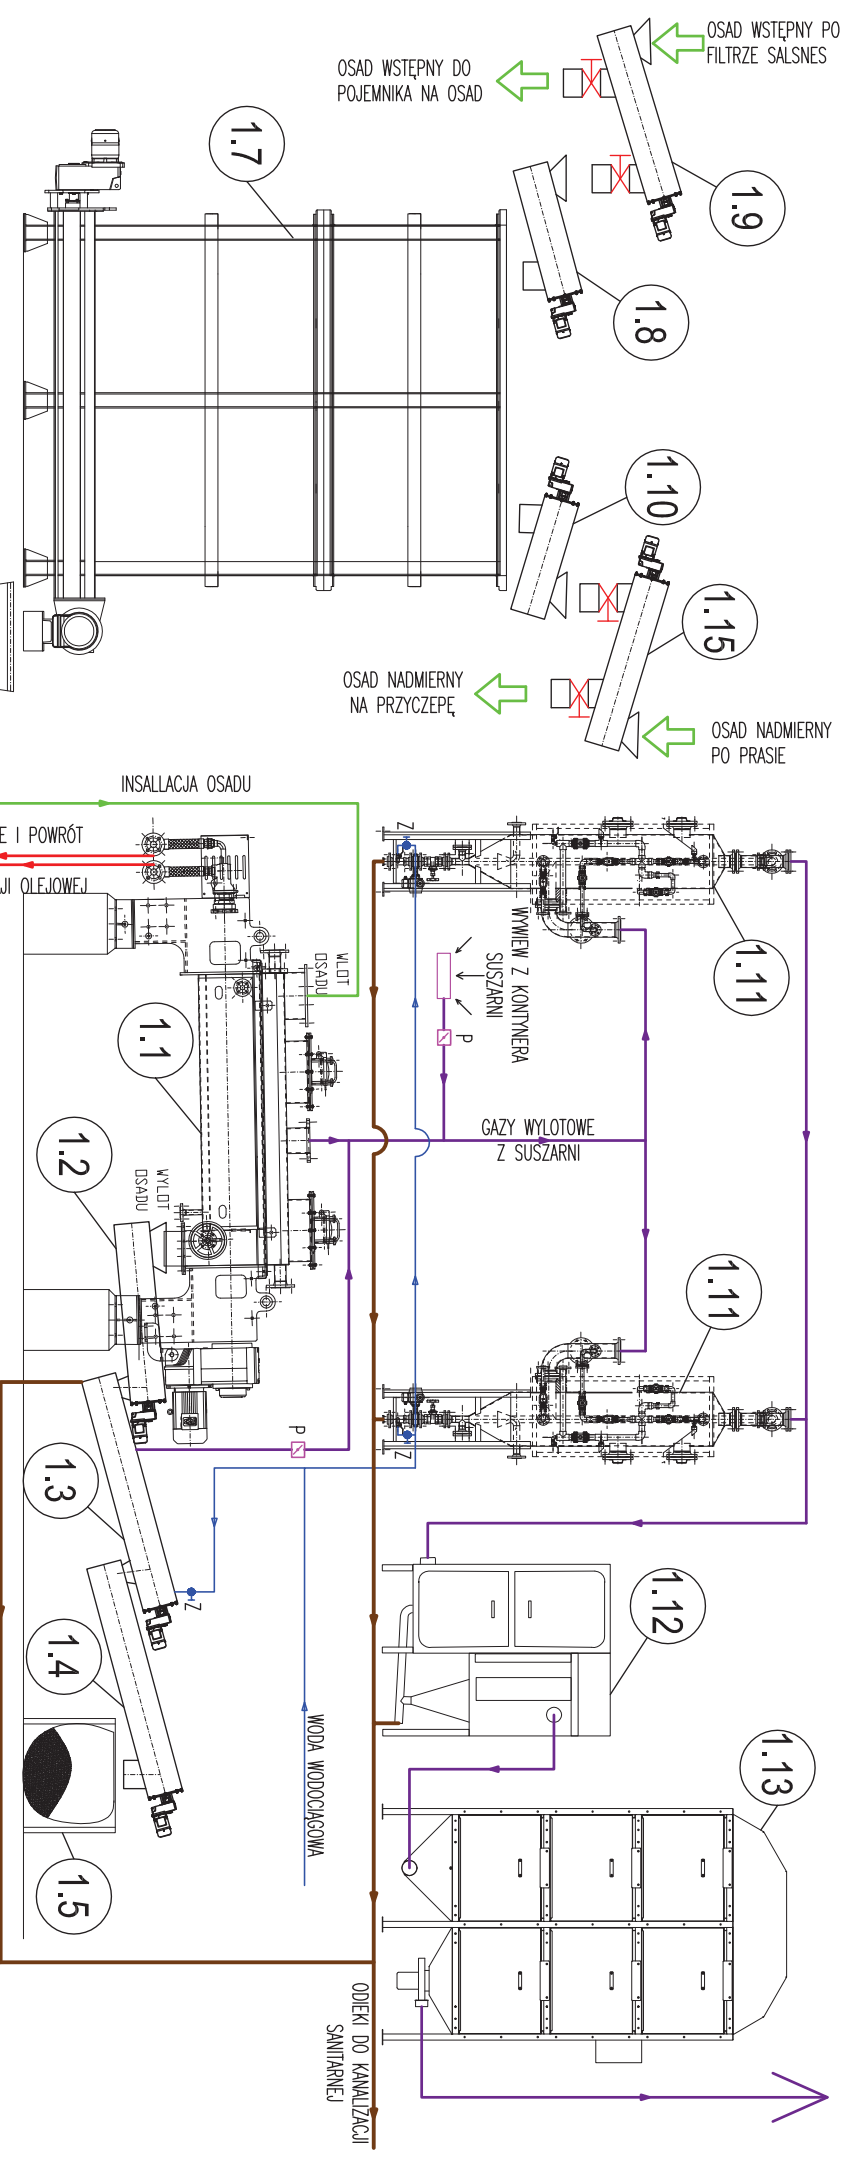 OSAD WSTĘPNY PO
FILTRZE SALSNES
OSAD WSTĘPNY DO
POJEMNIKA NA OSAD
1.7
1.9
1.8
1.10
1.15
OSAD NADMIERNY
NA PRZYCZEPĘ
OSAD NADMIERNY
PO PRASIE
INSALLACJA OSADU
E I POWRÓT
JI OLEJOWEJ
Z
1.11
WLOT
OSADU
WYWIEW Z KONTYNERA
SUSZARNI
P
1.1
GAZY WYLOTOWE
Z SUSZARNI
1.2
WYLOT
OSADU
1.11
P
Z
1.3
Z
1.12
1.4
WODA WODOCIĄGOWA
1.13
1.5
ODIEKI DO KANALIZACJI
SANITARNEJ